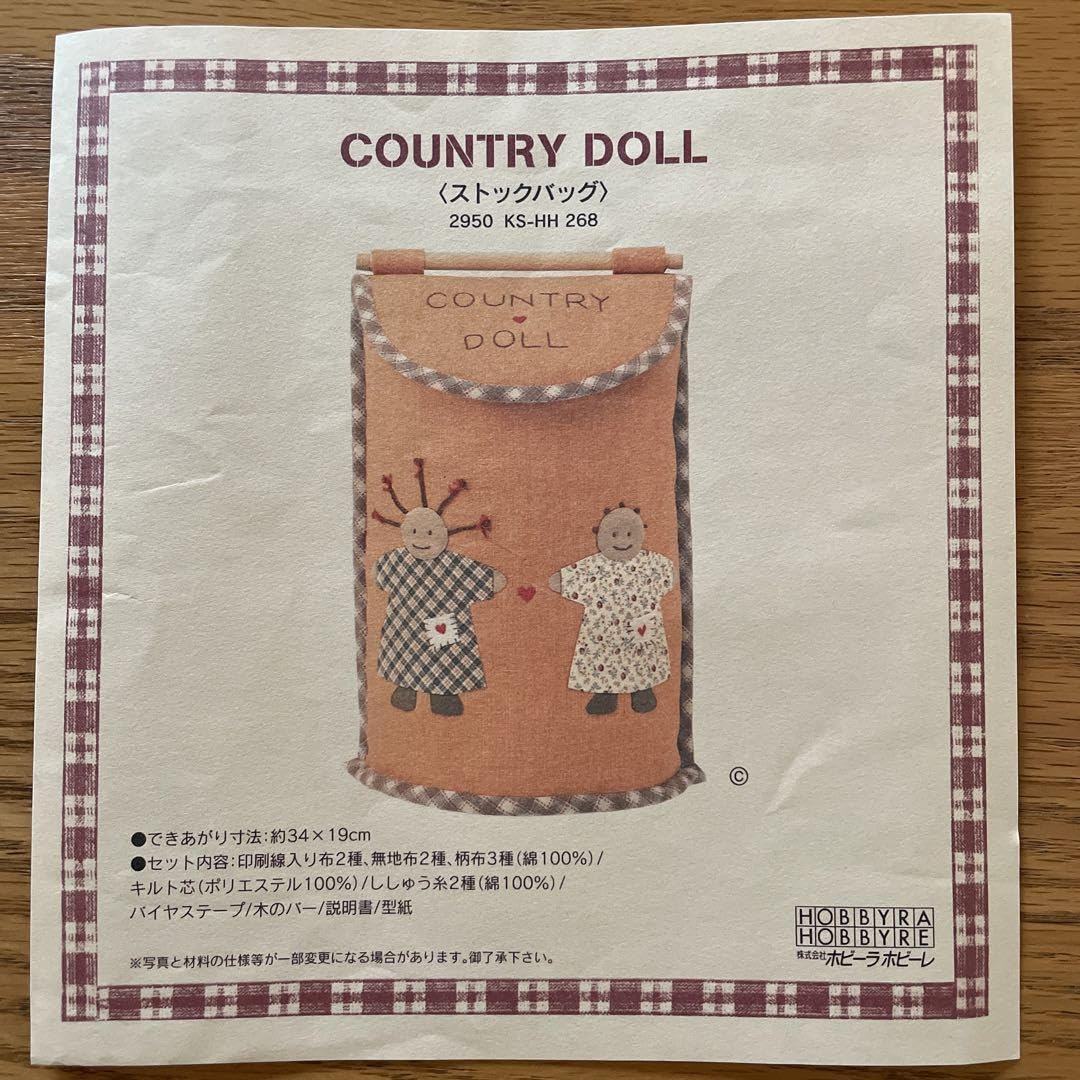 COUNTRY DOLL
〈ストックバッグ〉
2950 KS-HH 268
COUNTRY
DOLL
©
●できあがり寸法:約34×19cm
●セット内容:印刷線入り布2種、無地布2種、柄布3種(綿100%)/
キルト芯(ポリエステル100%)/ししゅう糸2種(綿100%)/
バイヤステープ/木のバー/説明書/型紙
※写真と材料の仕様等が一部変更になる場合があります。御了承下さい。
HOBBYRA
HOBBYRE
株式会社ホビーラホビーレ